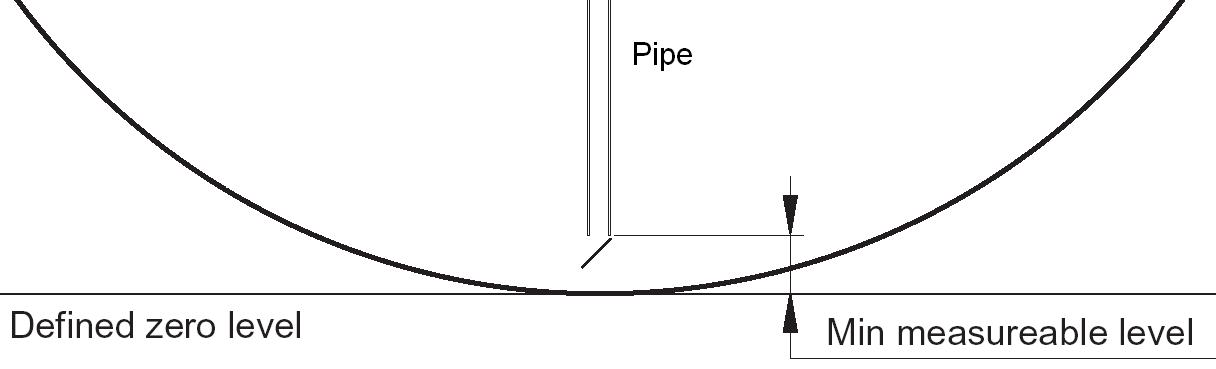 Pipe
Defined zero level
Min measureable level